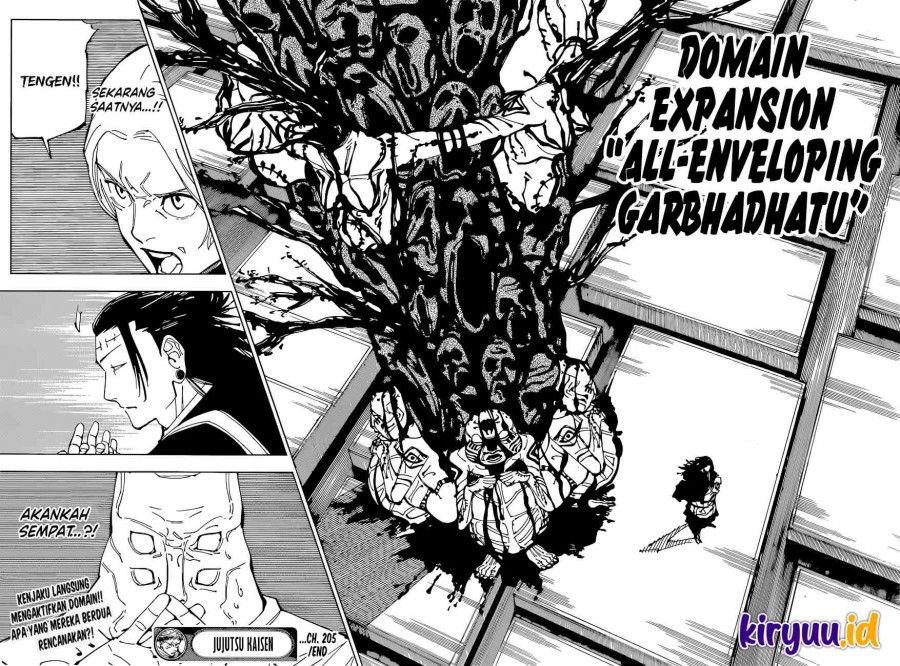 DOMAIN
EXPANSION
"ALL-ENVELOPING
GARBHADHATU"
TENGEN!!
SEKARANG
SAATNYA...!!
AKANKAH
SEMPAT..?!
KENJAKU LANGSUNG
MENGAKTIFKAN DOMAIN!!
APA YANG MEREKA BERDUA
RENCANAKAN?!
JUJUTSU KAISEN
...CH. 205
/END
kiryuu.id